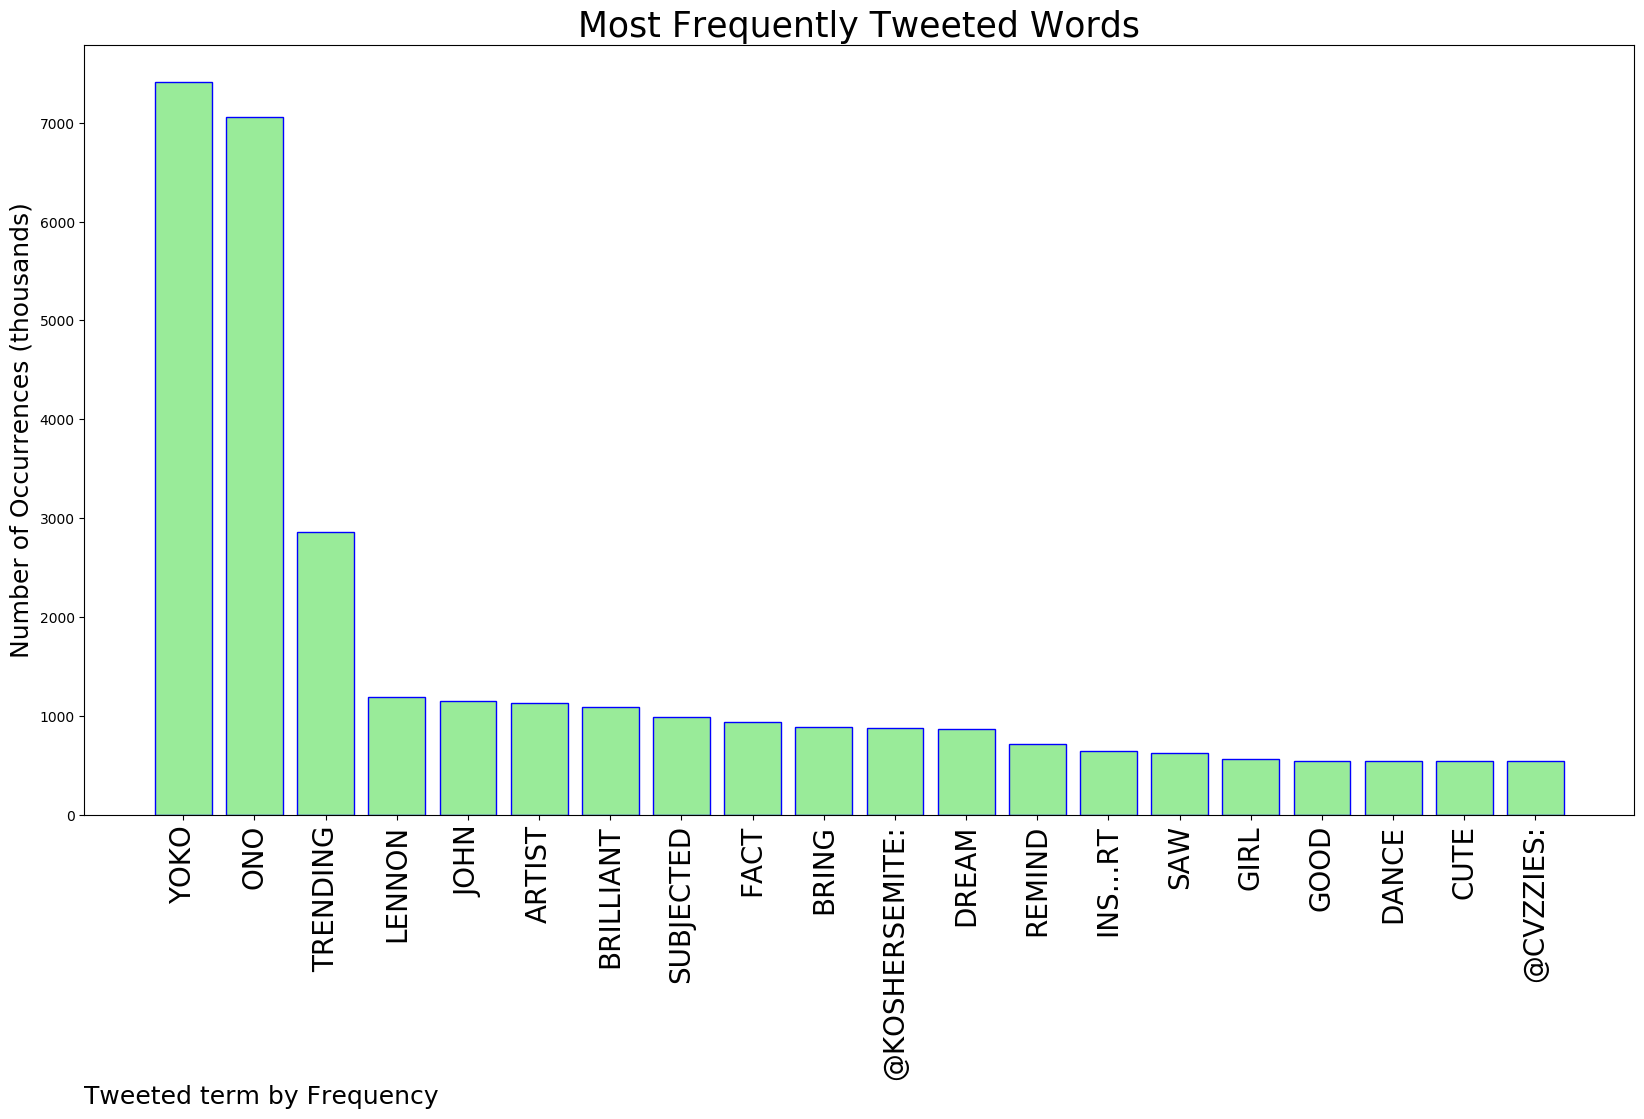 Most Frequently Tweeted Words
Number of Occurrences (thousands)
7000
6000
5000
4000
3000
2000
1000
0
YOKO
ONO
TRENDING
LENNON
JOHN
ARTIST
BRILLIANT
SUBJECTED
FACT
BRING
@KOSHERSEMITE:
DREAM
REMIND
INS...RT
SAW
GIRL
GOOD
DANCE
CUTE
@CVZZIES:
Tweeted term by Frequency